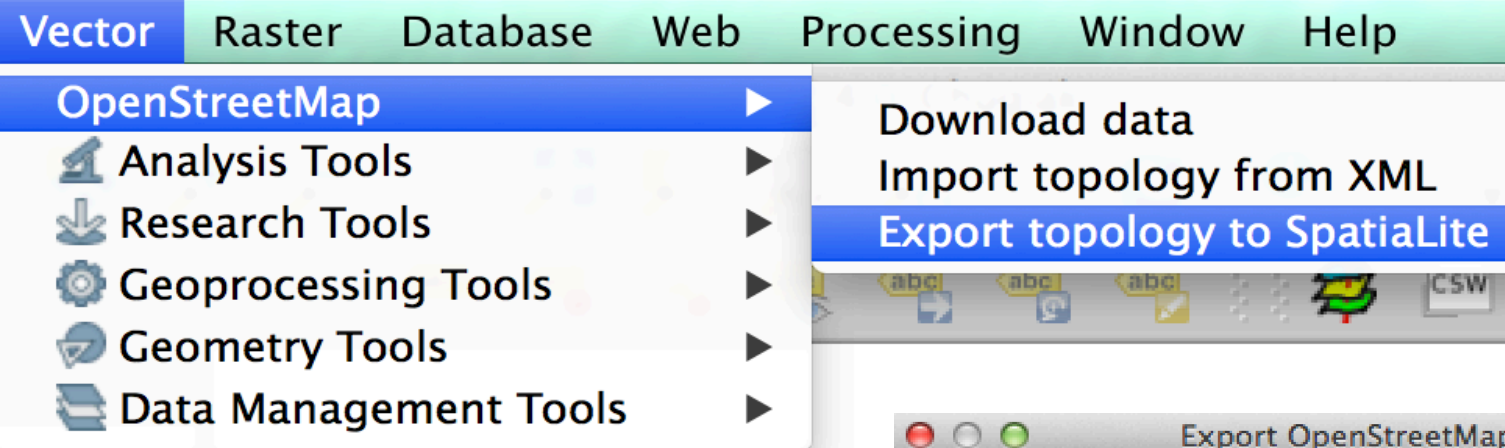 Vector Raster Database Web Processing Window Help
OpenStreetMap
Analysis Tools
Research Tools
Geoprocessing Tools
Geometry Tools
Data Management Tools
Download data
Import topology from XML
Export topology to SpatiaLite
abc abc abc CSW
Export OpenStreetMap